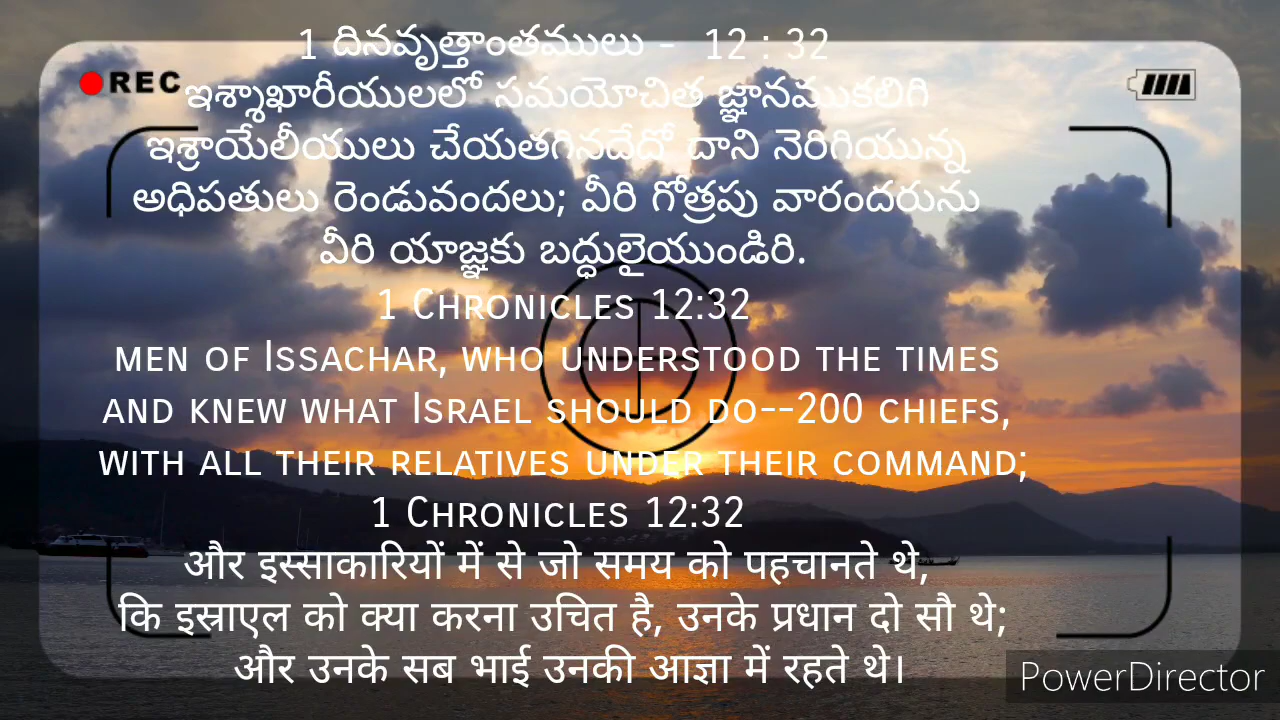 1 దినవృత్తాంతములు - 12 : 32
REC
ఇశ్శాఖారీయులలో సమయోచిత జ్ఞానముకలిగి
ఇశ్రాయేలీయులు చేయతగినదేదో దాని నెరిగియున్న
అధిపతులు రెండువందలు; వీరి గోత్రపు వారందరును
వీరి యాజ్ఞకు బద్ధులైయుండిరి.
1 Chronicles 12:32
men of Issachar, who understood the times
and knew what Israel should do--200 chiefs,
with all their relatives under their command;
1 Chronicles 12:32
और इस्साकारियों में से जो समय को पहचानते थे,
कि इस्राएल को क्या करना उचित है, उनके प्रधान दो सौ थे;
और उनके सब भाई उनकी आज्ञा में रहते थे।
PowerDirector